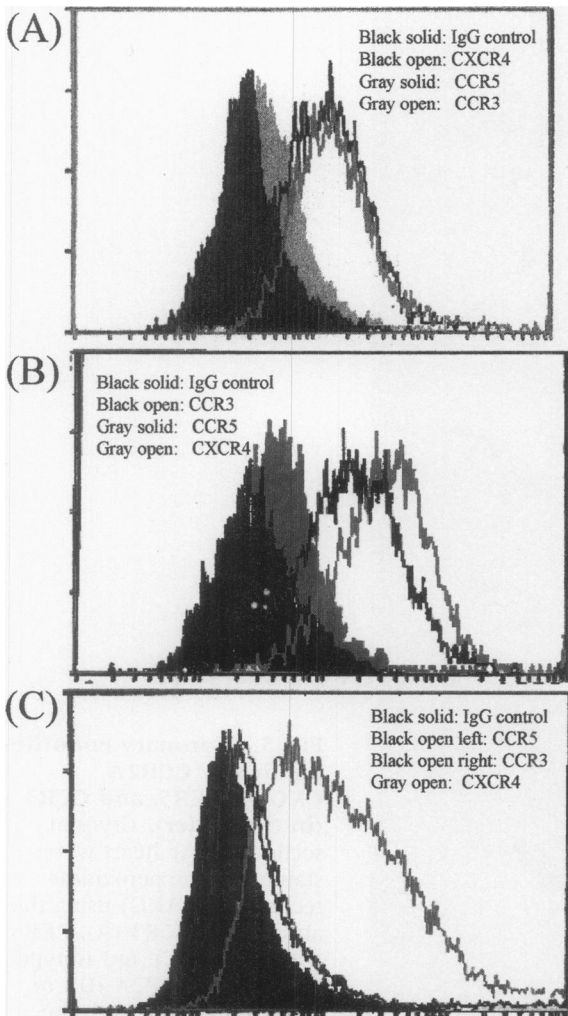 (A)
Black solid: IgG control
Black open: CXCR4
Gray solid: CCR5
Gray open: CCR3
(B)
Black solid: IgG control
Black open: CCR3
Gray solid: CCR5
Gray open: CXCR4
(C)
Black solid: IgG control
Black open left: CCR5
Black open right: CCR3
Gray open: CXCR4